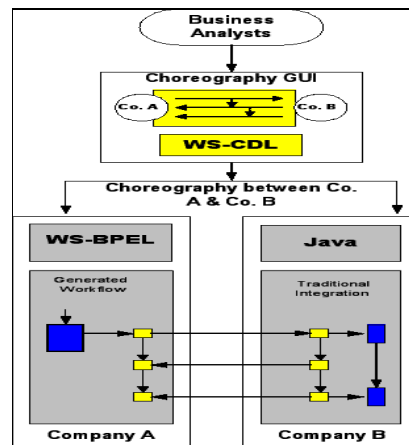 Business
Analysts
Choreography GUI
Co. A
Co. B
WS-CDL
Choreography between Co.
A & Co. B
WS-BPEL
Java
Generated
Workflow
Traditional
Integration
Company A
Company B